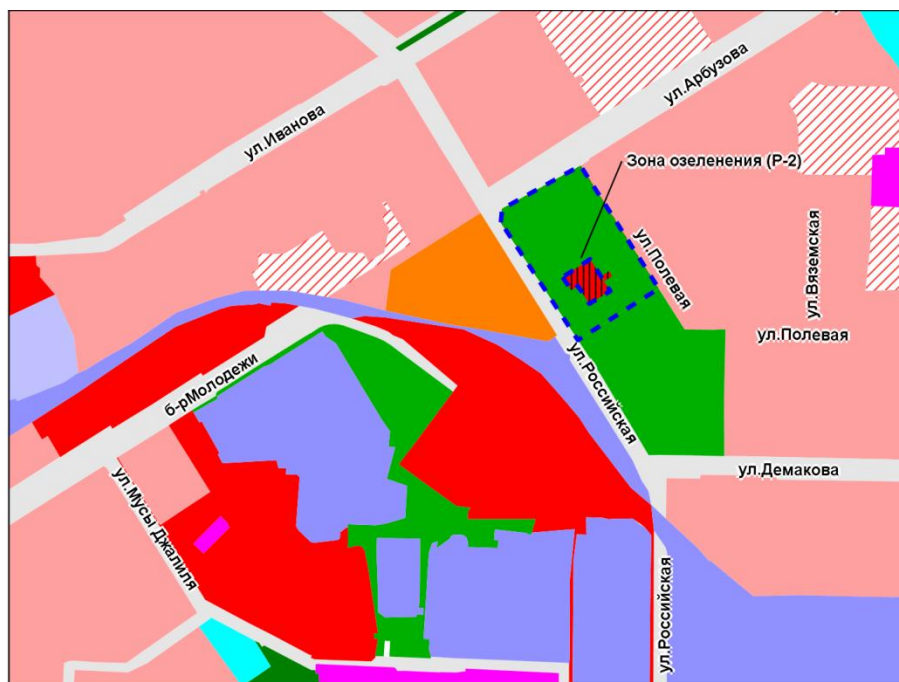 ул.Арбузова
ул.Иванова
Зона озеленения (Р-2)
ул.Полевая
ул.Вяземская
ул.Полевая
б-рМолодежи
ул.Российская
ул.Демакова
ул.Мусы Джалиля
ул.Российская